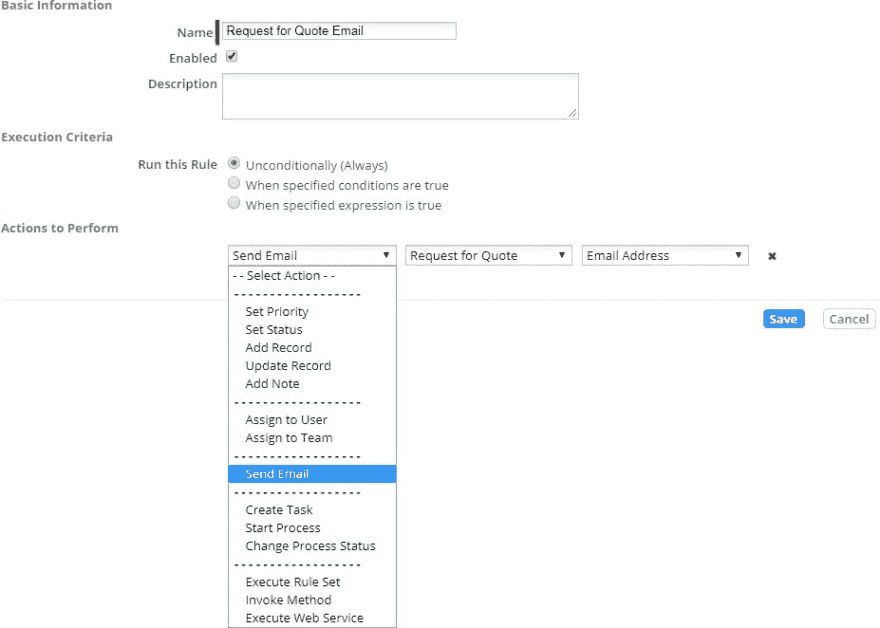 Basic Information
Name Request for Quote Email
Enabled
Description
Execution Criteria
Run this Rule Unconditionally (Always)
When specified conditions are true
When specified expression is true
Actions to Perform
Send Email Request for Quote Email Address
- - Select Action - -
Set Priority
Set Status
Add Record
Update Record
Add Note
Assign to User
Assign to Team
Send Email
Create Task
Start Process
Change Process Status
Execute Rule Set
Invoke Method
Execute Web Service
Save Cancel